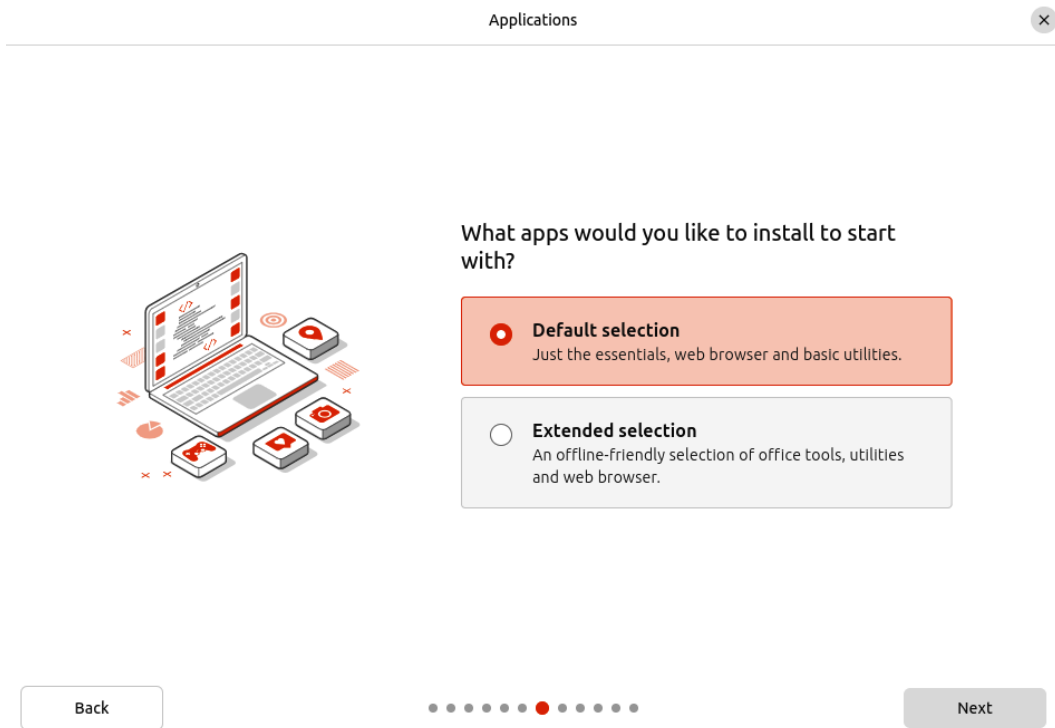 Applications
What apps would you like to install to start
with?
Default selection
Just the essentials, web browser and basic utilities.
Extended selection
An offline-friendly selection of office tools, utilities
and web browser.
Back
Next